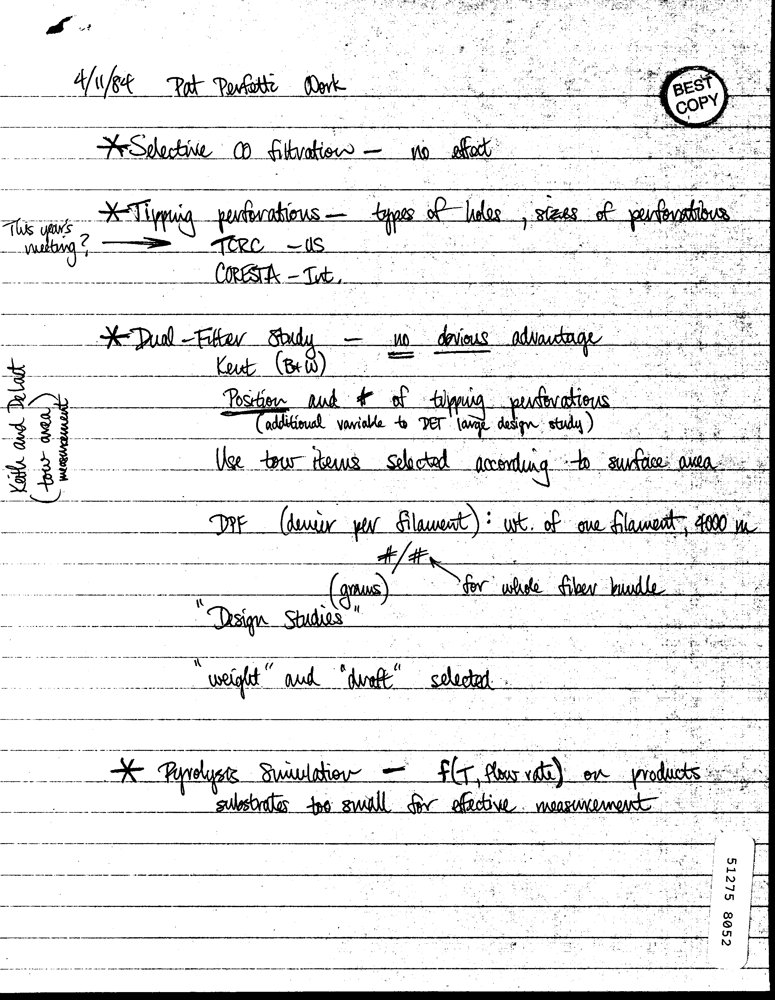 4/11/84 Pat Perfetti Work
BEST
COPY
* Selective CO filtration — no effect
* Tipping perforations — types of holes, sizes of perforations
This year's
meeting? → TCRC - US
CORESTA - Int.
* Dual-Filter Study — no obvious advantage
Kent (B+W)
Position and # of tipping perforations
(additional variable to DET large design study)
Keith and
(tow area)
measurement
Use tow items selected according to surface area
DPF (denier per filament): wt. of one filament, 9000 m
#/# for whole fiber bundle
(grams)
"Design Studies"
"weight" and "draft" selected
* Pyrolysis Simulation — f(T, flow rate) on products
substrates too small for effective measurement
51275 8052